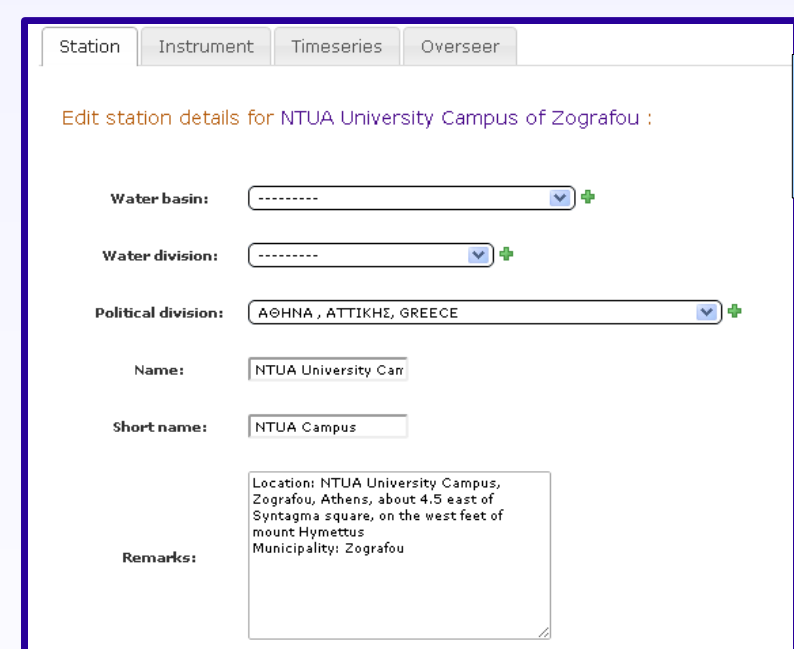 Station Instrument Timeseries Overseer
Edit station details for NTUA University Campus of Zografou :
Water basin: ---------
Water division: ---------
Political division: ΑΘΗΝΑ , ΑΤΤΙΚΗΣ, GREECE
Name: NTUA University Cam
Short name: NTUA Campus
Remarks:
Location: NTUA University Campus,
Zografou, Athens, about 4.5 east of
Syntagma square, on the west feet of
mount Hymettus
Municipality: Zografou